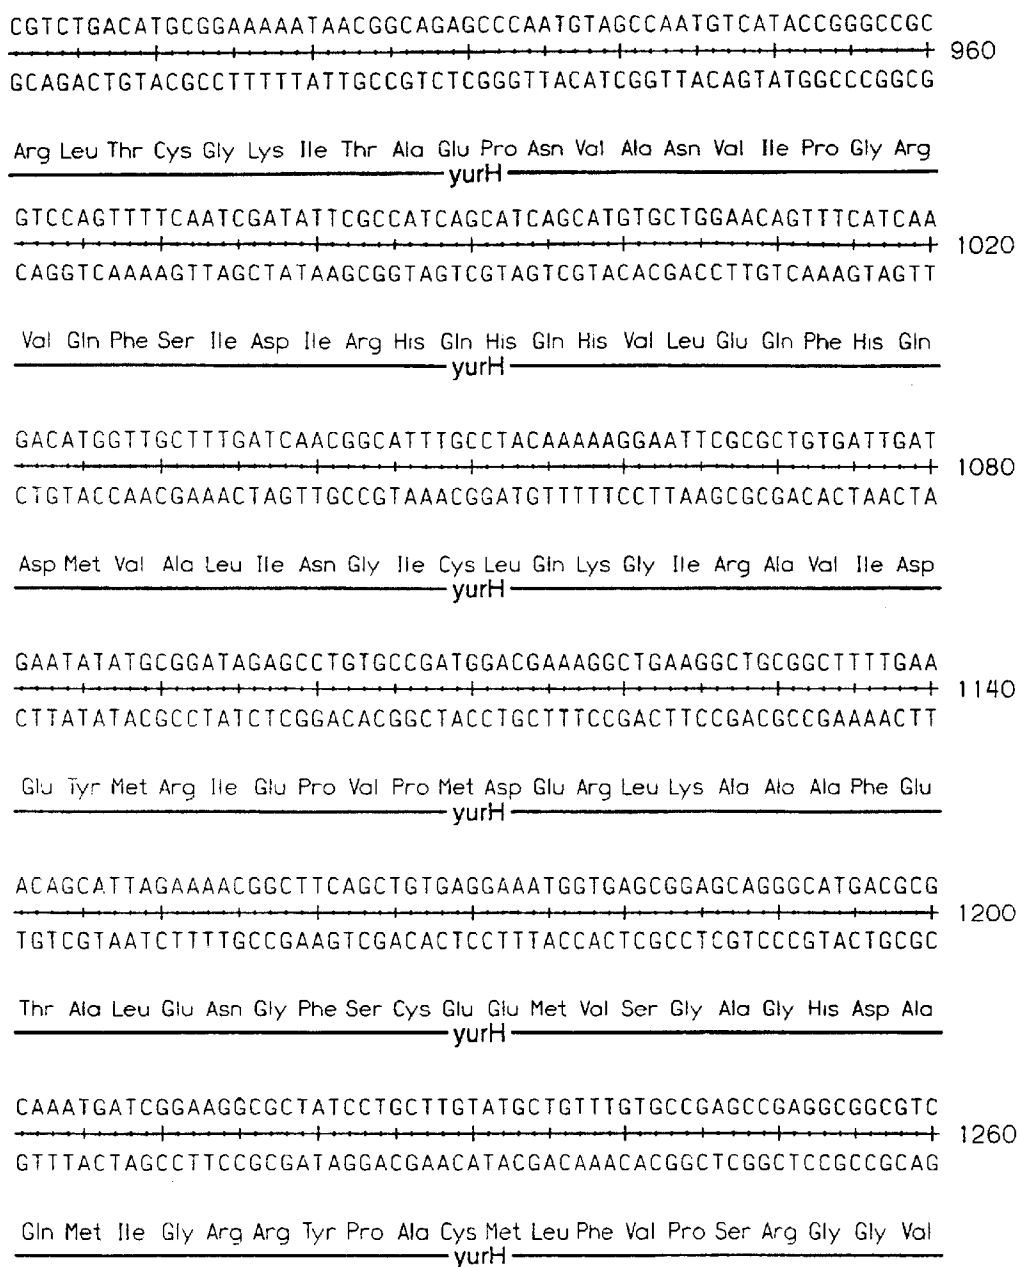 CGTCTGACATGCGGAAAAATAACGGCAGAGCCCAATGTAGCCAATGTCATACCGGGCCGC
960
GCAGACTGTACGCCTTTTTATTGCCGTCTCGGGTTACATCGGTTACAGTATGGCCCGGCG
Arg Leu Thr Cys Gly Lys Ile Thr Ala Glu Pro Asn Val Ala Asn Val Ile Pro Gly Arg
yurH
GTCCAGTTTTCAATCGATATTCGCCATCAGCATCAGCATGTGCTGGAACAGTTTCATCAA
1020
CAGGTCAAAAGTTAGCTATAAGCGGTAGTCGTAGTCGTACACGACCTTGTCAAAGTAGTT
Val Gln Phe Ser Ile Asp Ile Arg His Gln His Gln His Val Leu Glu Gln Phe His Gln
yurH
GACATGGTTGCTTTGATCAACGGCATTTGCCTACAAAAAGGAATTCGCGCTGTGATTGAT
1080
CTGTACCAACGAAACTAGTTGCCGTAAACGGATGTTTTTCCTTAAGCGCGACACTAACTA
Asp Met Val Ala Leu Ile Asn Gly Ile Cys Leu Gln Lys Gly Ile Arg Ala Val Ile Asp
yurH
GAATATATGCGGATAGAGCCTGTGCCGATGGACGAAAGGCTGAAGGCTGCGGCTTTTGAA
1140
CTTATATACGCCTATCTCGGACACGGCTACCTGCTTTCCGACTTCCGACGCCGAAAACTT
Glu Tyr Met Arg Ile Glu Pro Val Pro Met Asp Glu Arg Leu Lys Ala Ala Ala Phe Glu
yurH
ACAGCATTAGAAAACGGCTTCAGCTGTGAGGAAATGGTGAGCGGAGCAGGGCATGACGCG
1200
TGTCGTAATCTTTTGCCGAAGTCGACACTCCTTTACCACTCGCCTCGTCCCGTACTGCGC
Thr Ala Leu Glu Asn Gly Phe Ser Cys Glu Glu Met Val Ser Gly Ala Gly His Asp Ala
yurH
CAAATGATCGGAAGGCGCTATCCTGCTTGTATGCTGTTTGTGCCGAGCCGAGGCGGCGTC
1260
GTTTACTAGCCTTCCGCGATAGGACGAACATACGACAAACACGGCTCGGCTCCGCCGCAG
Gln Met Ile Gly Arg Arg Tyr Pro Ala Cys Met Leu Phe Val Pro Ser Arg Gly Gly Val
yurH